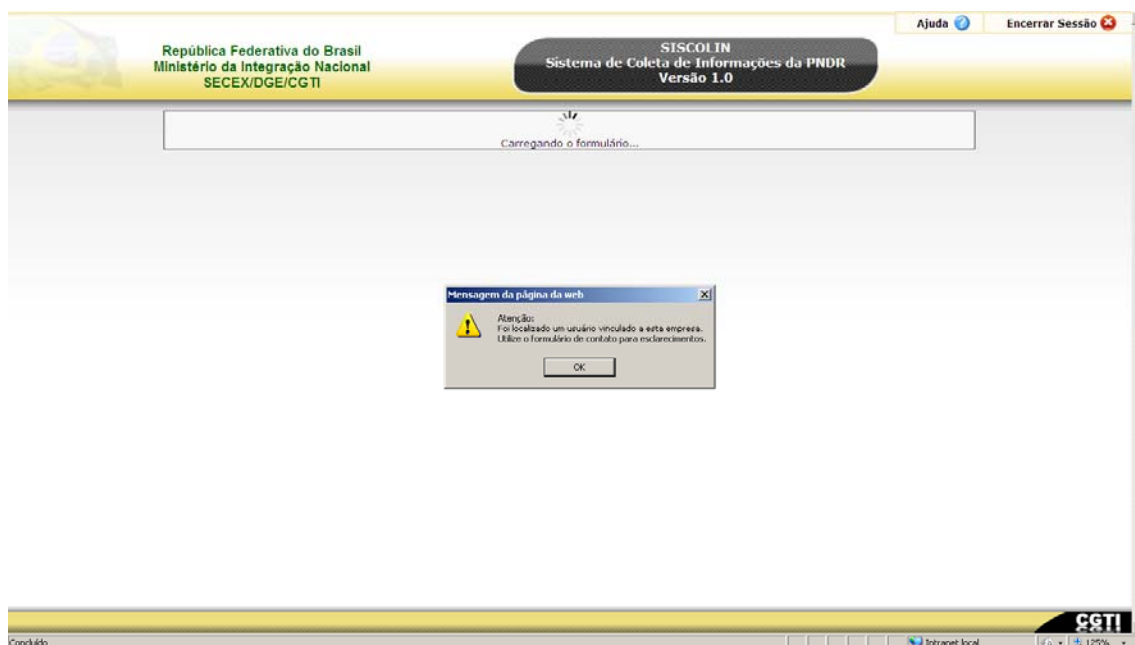 Ajuda
Encerrar Sessão
República Federativa do Brasil
Ministério da Integração Nacional
SECEX/DGE/CGTI
SISCOLIN
Sistema de Coleta de Informações da PNDR
Versão 1.0
Carregando o formulário...
Mensagem da página da web
Atenção:
Foi localizado um usuário vinculado a esta empresa.
Utilize o formulário de contato para esclarecimentos.
OK
CGTI
Concluído
Intranet local
125%